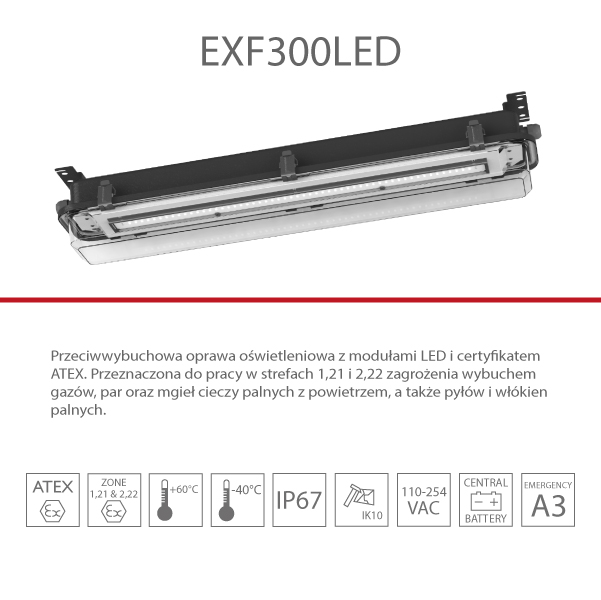 EXF300LED
Przeciwwybuchowa oprawa oświetleniowa z modułami LED i certyfikatem
ATEX. Przeznaczona do pracy w strefach 1,21 i 2,22 zagrożenia wybuchem
gazów, par oraz mgieł cieczy palnych z powietrzem, a także pyłów i włókien
palnych.
ATEX
Ex
ZONE
1,21 & 2,22
Ex
+60°C
-40°C
IP67
IK10
110-254
VAC
CENTRAL
- +
BATTERY
EMERGENCY
A3